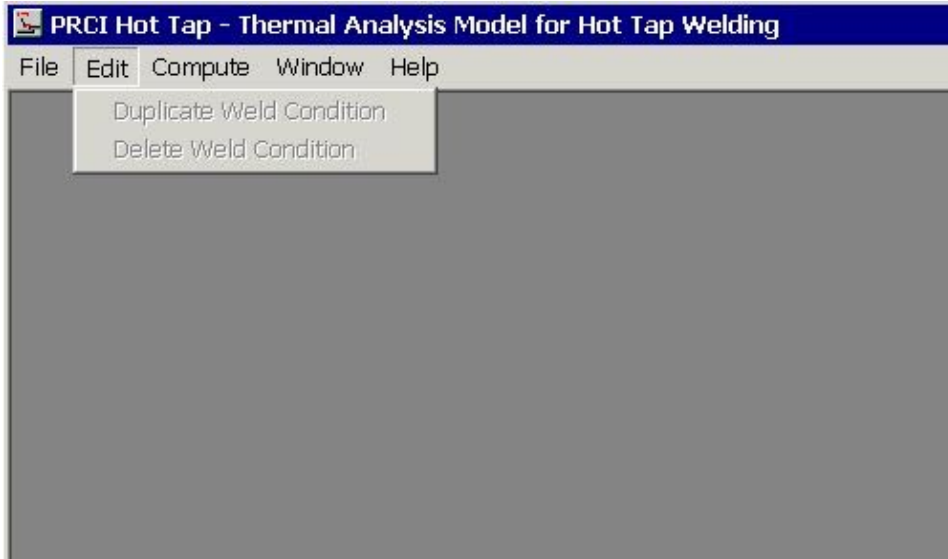 PRCI Hot Tap - Thermal Analysis Model for Hot Tap Welding
File Edit Compute Window Help
Duplicate Weld Condition
Delete Weld Condition